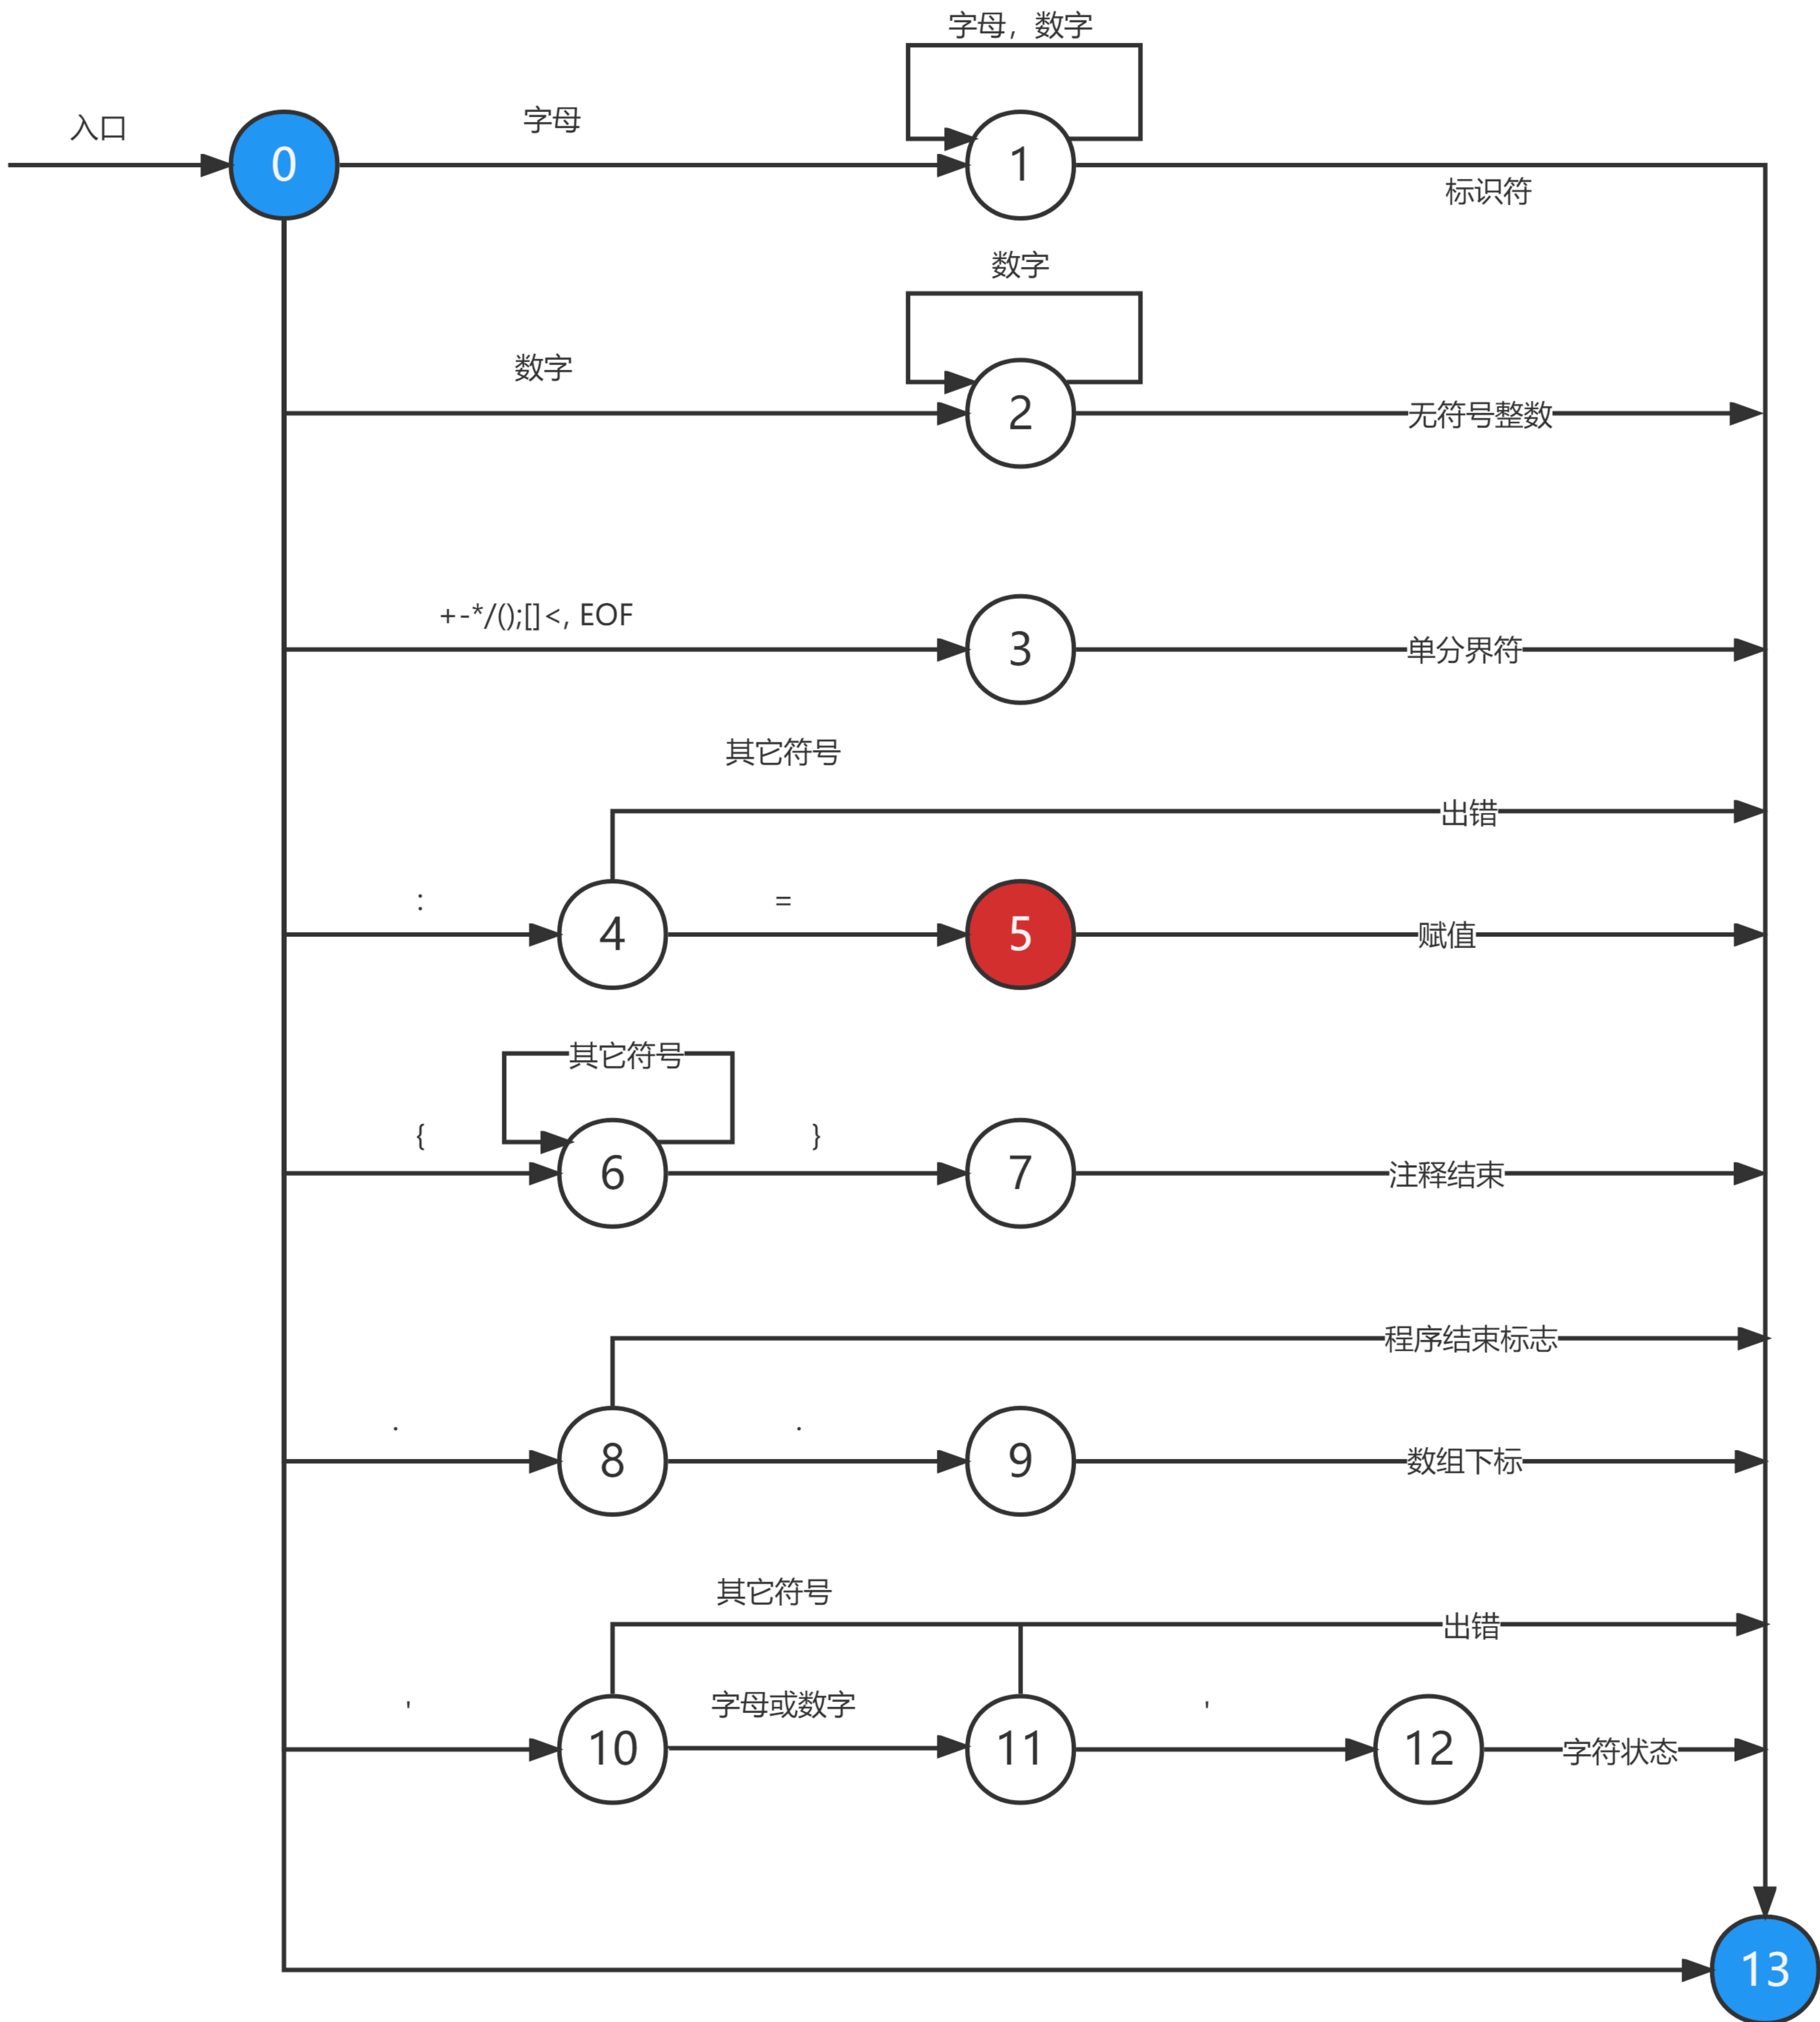 字母，数字
入口
字母
0
1
标识符
数字
数字
2
无符号整数
+-*/();[]<, EOF
3
单分界符
其它符号
出错
:
=
4
5
赋值
其它符号
{
}
6
7
注释结束
程序结束标志
.
.
8
9
数组下标
其它符号
出错
'
字母或数字
'
10
11
12
字符状态
13